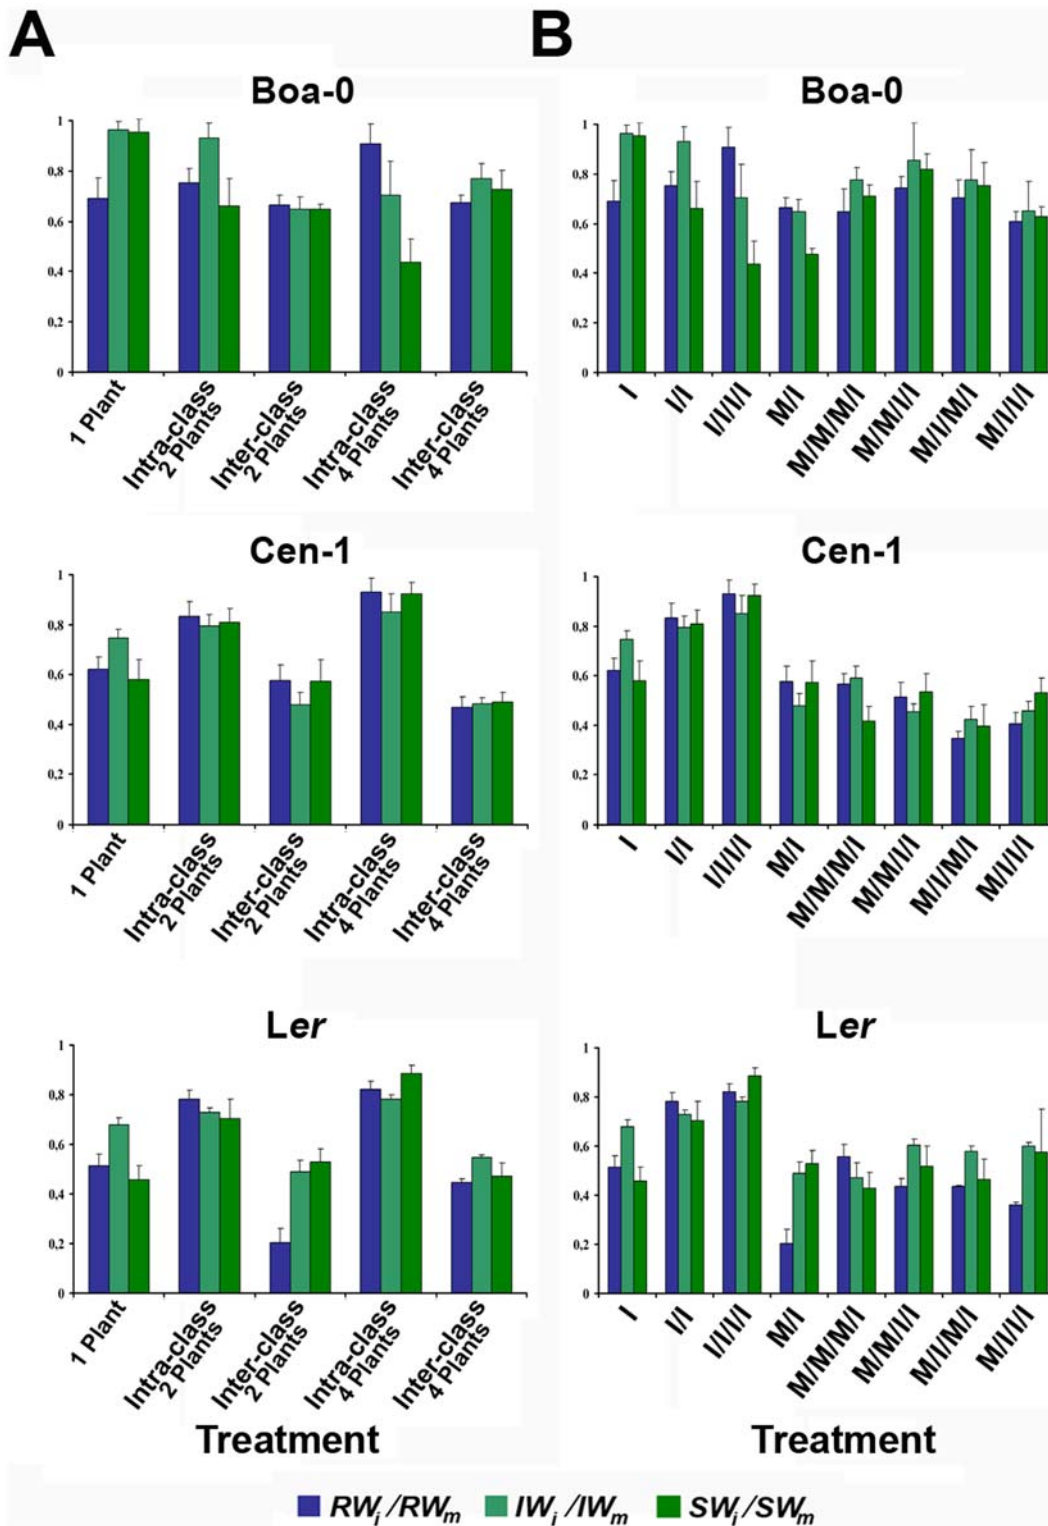 A
B
Boa-0
1
0,8
0,6
0,4
0,2
0
1 Plant
Intra-class
2 Plants
Inter-class
2 Plants
Intra-class
4 Plants
Inter-class
4 Plants
Boa-0
1
0,8
0,6
0,4
0,2
0
I
I/I
I/I/I/I
M/I
M/M/M/I
M/M/I/I
M/I/M/I
M/I/I/I
Cen-1
1
0,8
0,6
0,4
0,2
0
1 Plant
Intra-class
2 Plants
Inter-class
2 Plants
Intra-class
4 Plants
Inter-class
4 Plants
Cen-1
1
0,8
0,6
0,4
0,2
0
I
I/I
I/I/I/I
M/I
M/M/M/I
M/M/I/I
M/I/M/I
M/I/I/I
Ler
1
0,8
0,6
0,4
0,2
0
1 Plant
Intra-class
2 Plants
Inter-class
2 Plants
Intra-class
4 Plants
Inter-class
4 Plants
Treatment
Ler
1
0,8
0,6
0,4
0,2
0
I
I/I
I/I/I/I
M/I
M/M/M/I
M/M/I/I
M/I/M/I
M/I/I/I
Treatment
RWi/RWm IWi/IWm SWi/SWm